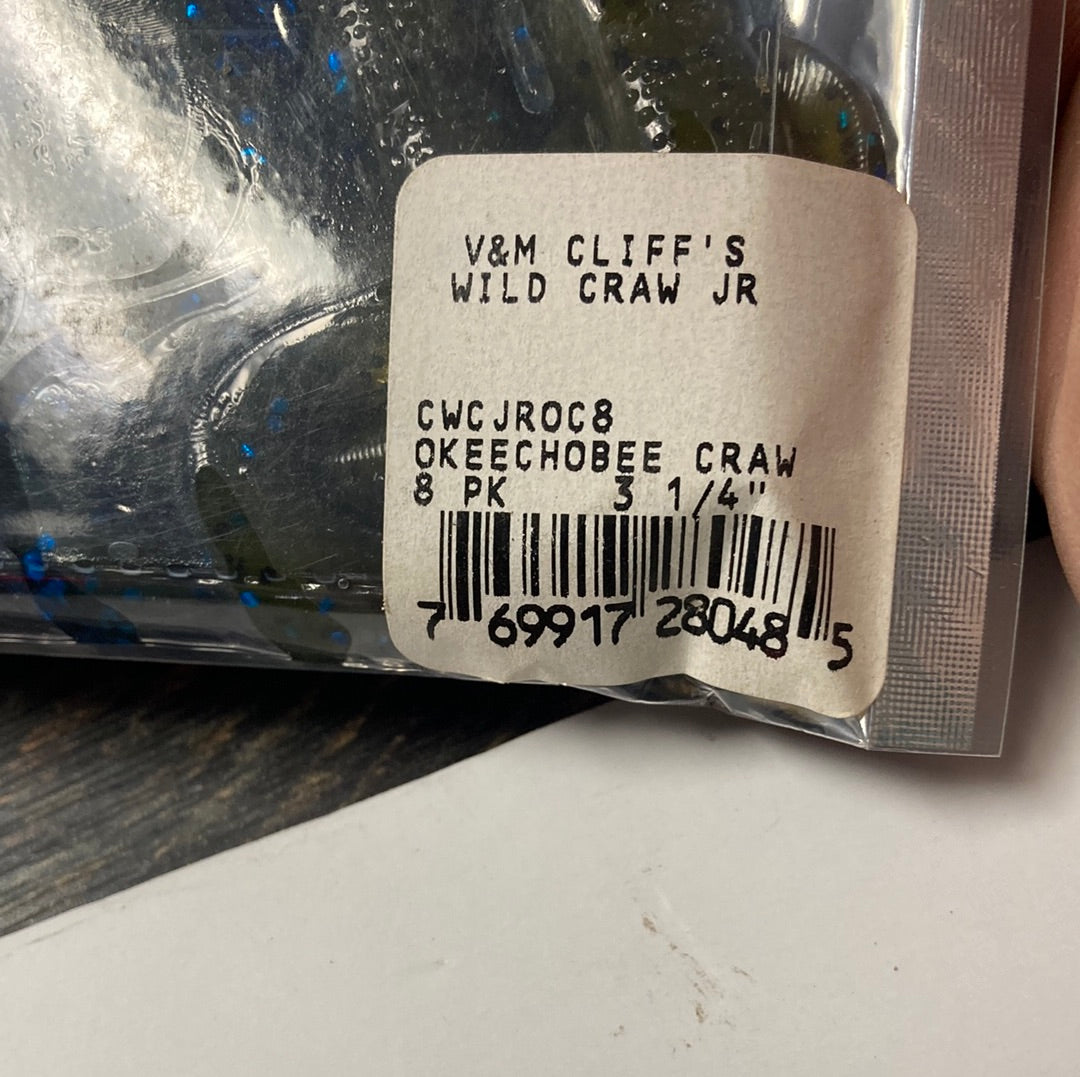 V&M CLIFF'S
WILD CRAW JR
CWCJROC8
OKEECHOBEE CRAW
8 PK 3 1/4"
7 69917 28048 5